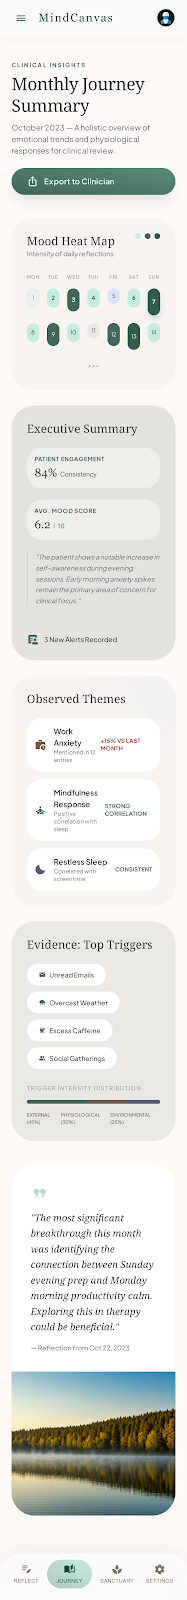 MindCanvas
CLINICAL INSIGHTS
Monthly Journey
Summary
October 2023 — A holistic overview of
emotional trends and physiological
responses for clinical review.
Export to Clinician
Mood Heat Map
Intensity of daily reflections
MON TUE WED THU FRI SAT SUN
1 2 3 4 5 6 7
8 9 10 11 12 13 14
Executive Summary
PATIENT ENGAGEMENT
84% Consistency
AVG. MOOD SCORE
6.2 / 10
"The patient shows a notable increase in
self-awareness during evening
sessions. Early morning anxiety spikes
remain the primary area of concern for
clinical focus."
3 New Alerts Recorded
Observed Themes
Work
Anxiety
Mentioned in 12
entries
+15% VS LAST
MONTH
Mindfulness
Response
Positive
correlation with
sleep
STRONG
CORRELATION
Restless Sleep
Correlated with
screen time
CONSISTENT
Evidence: Top Triggers
Unread Emails
Overcast Weather
Excess Caffeine
Social Gatherings
TRIGGER INTENSITY DISTRIBUTION
EXTERNAL PHYSIOLOGICAL ENVIRONMENTAL
(45%) (30%) (25%)
"The most significant
breakthrough this month
was identifying the
connection between Sunday
evening prep and Monday
morning productivity calm.
Exploring this in therapy
could be beneficial."
— Reflection from Oct 22, 2023
REFLECT JOURNEY SANCTUARY SETTINGS